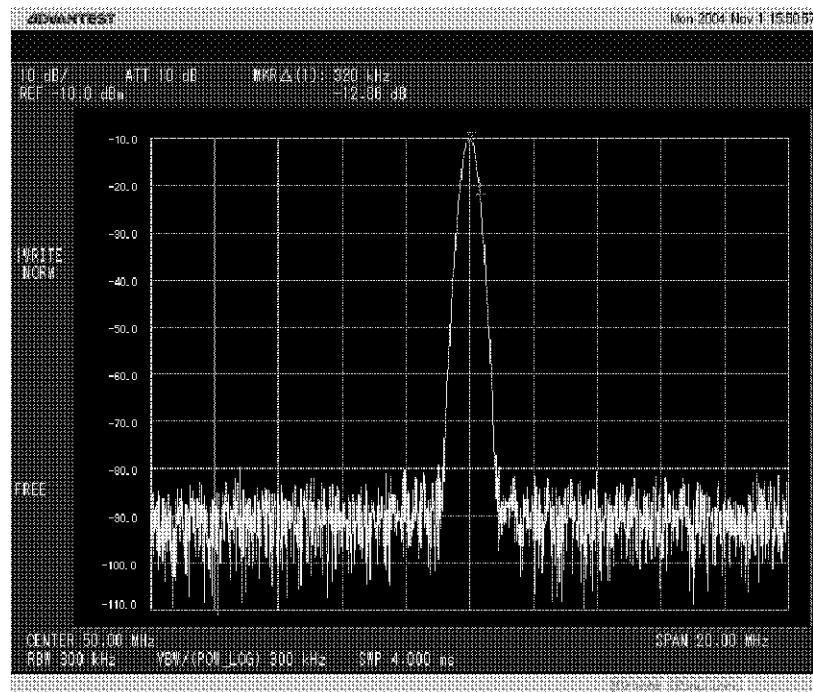 ADVANTEST
Mon 2004 Nov 1 15:50:57
10 dB/ ATT 10 dB MKR△(1): 320 kHz
REF -10.0 dBm -12.86 dB
-10.0
-20.0
-30.0
-40.0
-50.0
-60.0
-70.0
-80.0
-90.0
-100.0
-110.0
NORM
FREE
CENTER 50.00 MHz SPAN 20.00 MHz
RBW 300 kHz VBW/(POW_LOG) 300 kHz SWP 4.000 ms